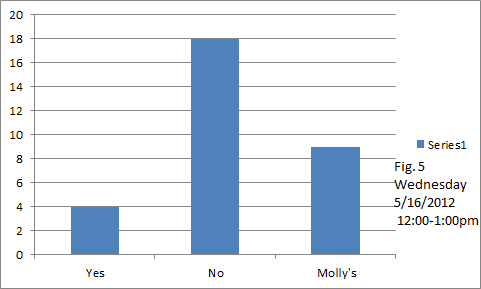 20
18
16
14
12
10
8
6
4
2
0
Yes No Molly's
Series1
Fig. 5
Wednesday
5/16/2012
12:00-1:00pm